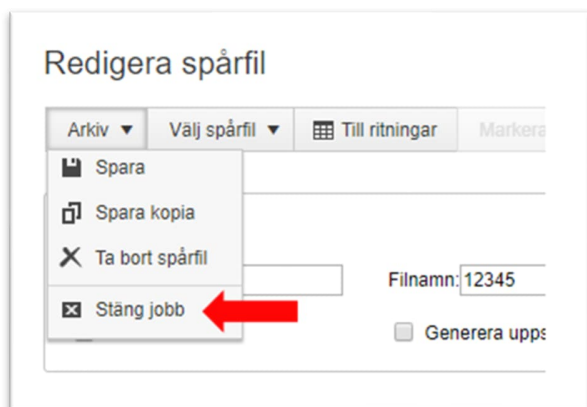 Redigera spårfil
Arkiv Välj spårfil Till ritningar Markera
Spara
Spara kopia
Ta bort spårfil
Filnamn: 12345
Stäng jobb
Generera upps